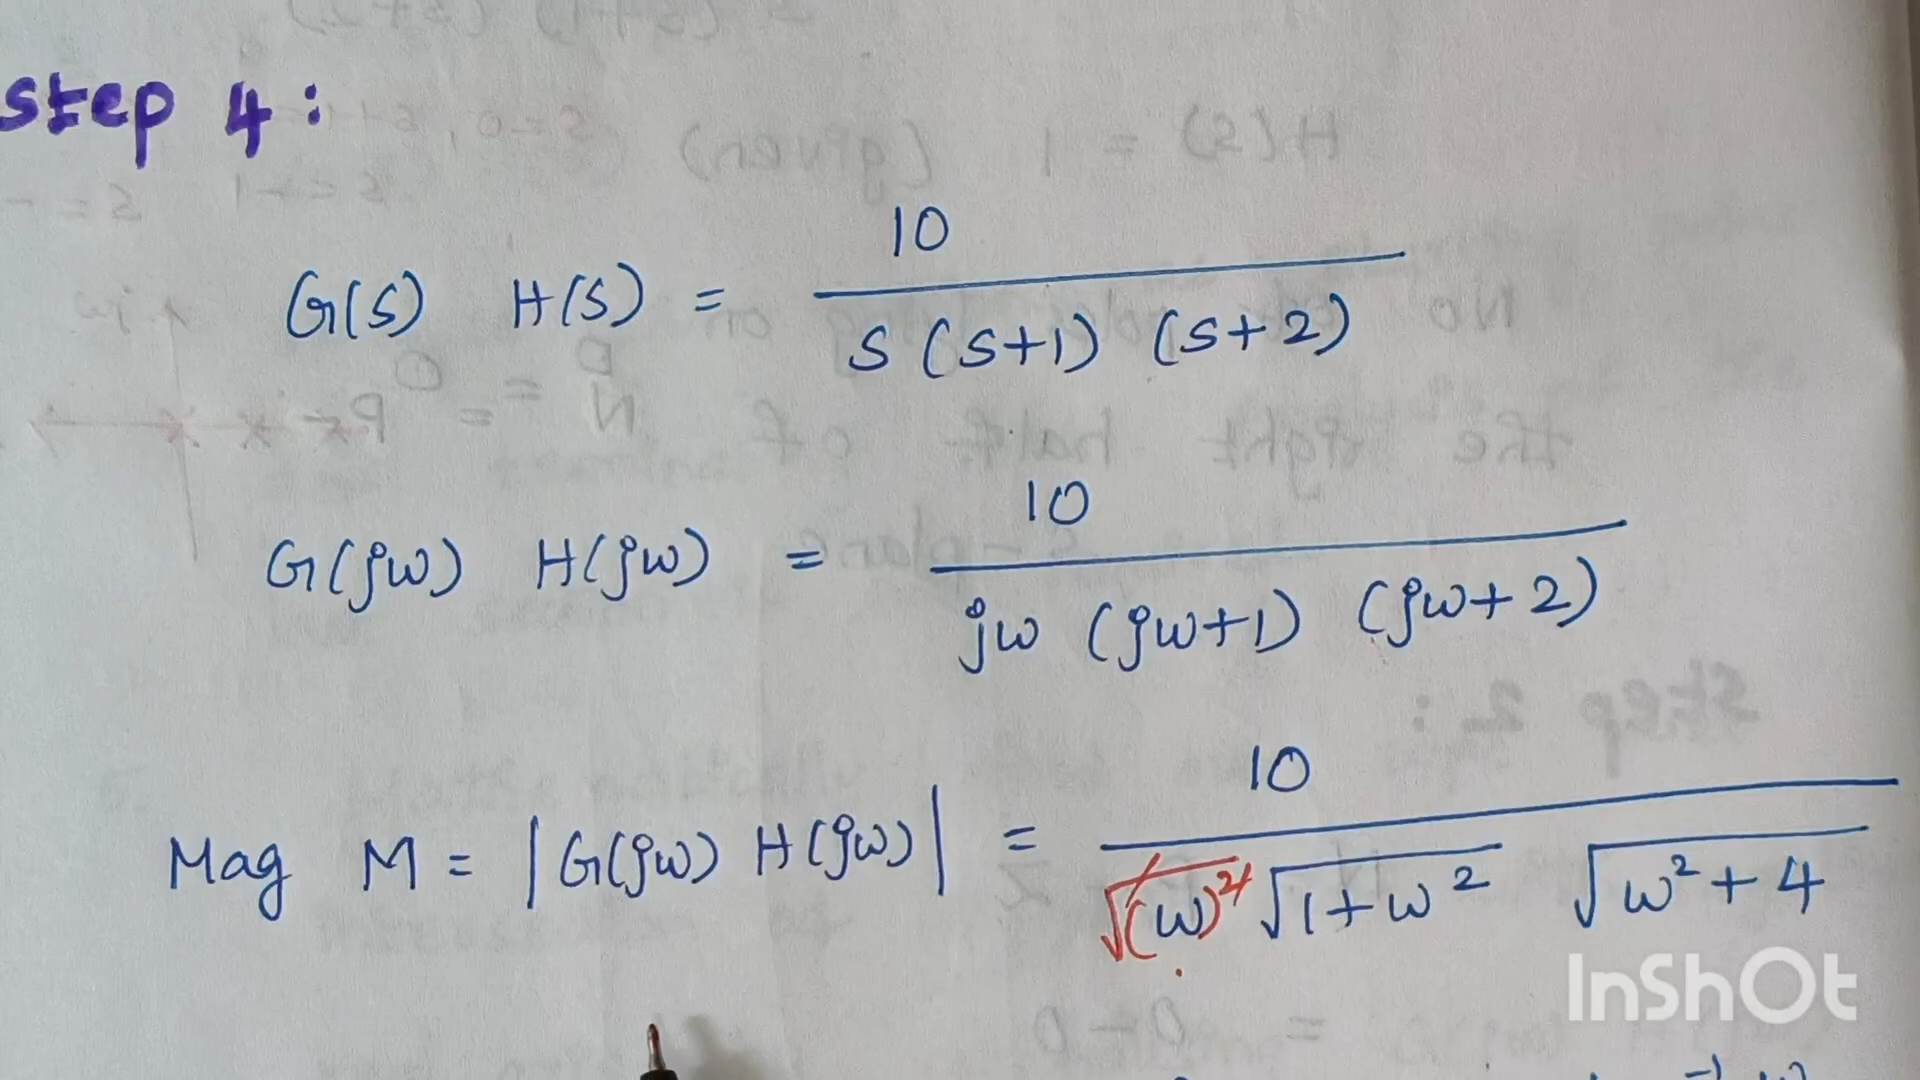 Step 4:
G(s) H(s) = 10 / s (s+1) (s+2)
G(jω) H(jω) = 10 / jω (jω+1) (jω+2)
Mag M = |G(jω) H(jω)| = 10 / √(ω)² √1+ω² √ω²+4
InShOt